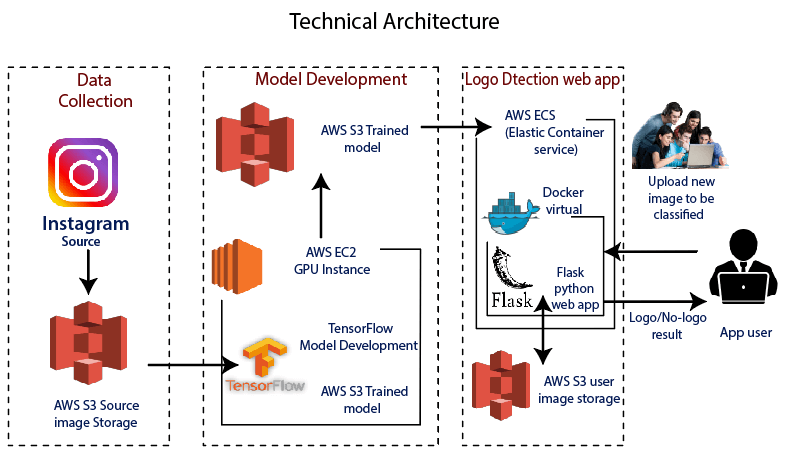 Technical Architecture
Data
Collection
Instagram
Source
AWS S3 Source
image Storage
Model Development
AWS S3 Trained
model
AWS EC2
GPU Instance
TensorFlow
Model Development
TensorFlow
AWS S3 Trained
model
Logo Dtection web app
AWS ECS
(Elastic Container
service)
Docker
virtual
Flask
Flask
python
web app
AWS S3 user
image storage
Upload new
image to be
classified
Logo/No-logo
result
App user